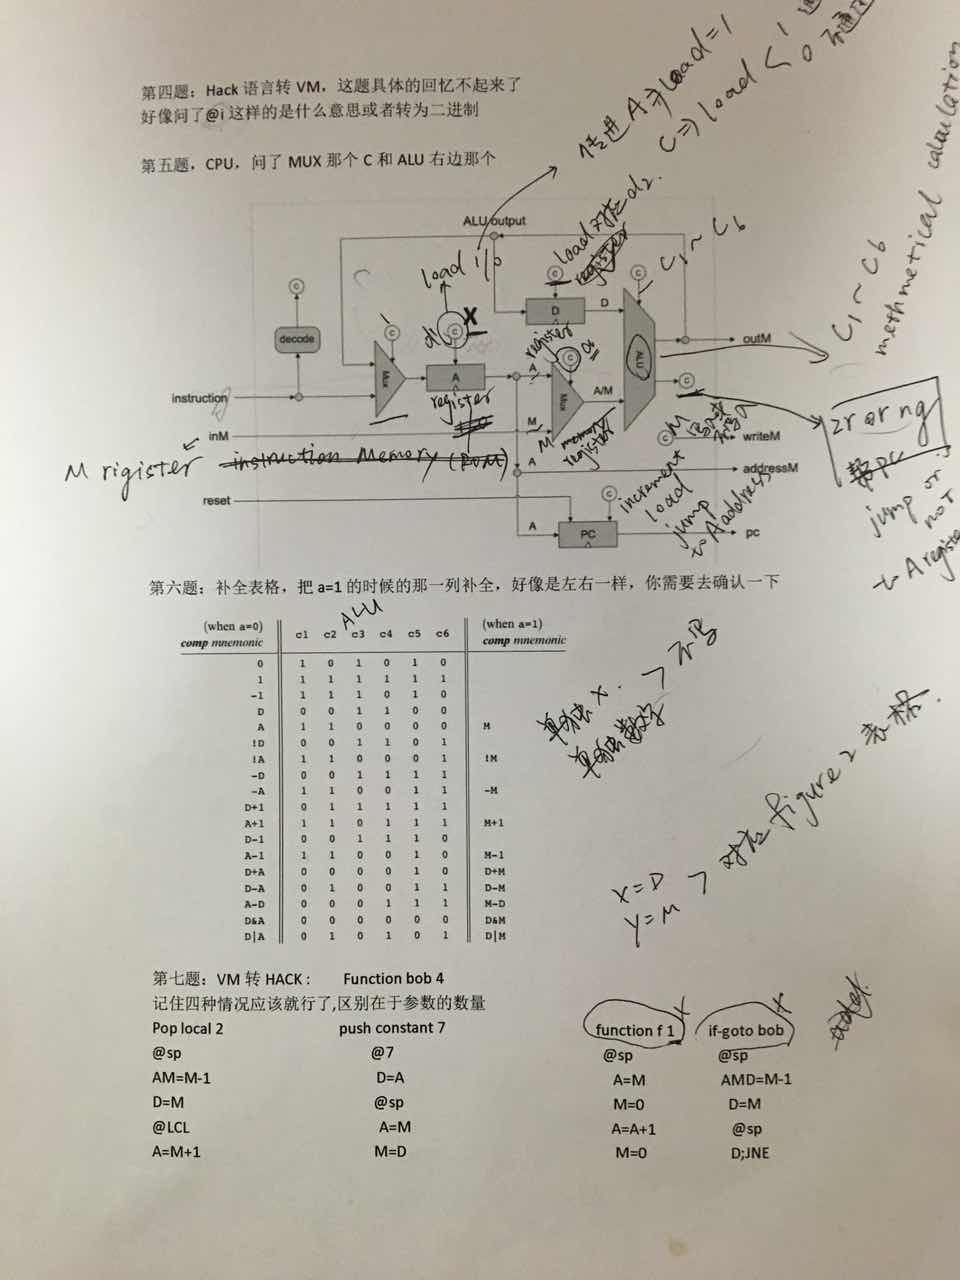 第四题：Hack 语言转 VM，这题具体的回忆不起来了
好像问了@i 这样的是什么意思或者转为二进制
第五题，CPU，问了 MUX 那个 C 和 ALU 右边那个
传进A 求load=1
C => load < 1
0
ALU output
load 1/0
load 对应 d2.
register
C1 ~ C6
C1 ~ C6
methmetical calculation
c
c
c
c
decode
D
D
d1
c
X
register
Mux
A
A
register
c
a
Mux
A/M
ALU
outM
c
instruction
inM
M
M
memory
register
M rigister
instruction Memory (ROM)
c
writeM
zr or ng
jump or
not
to A register
A
addressM
reset
c
increment
load
jump
to A address
A
PC
pc
第六题：补全表格，把 a=1 的时候的那一列补全，好像是左右一样，你需要去确认一下
ALU
(when a=0) (when a=1)
comp mnemonic c1 c2 c3 c4 c5 c6 comp mnemonic
0 1 0 1 0 1 0
1 1 1 1 1 1 1
-1 1 1 1 0 1 0
D 0 0 1 1 0 0
A 1 1 0 0 0 0 M
!D 0 0 1 1 0 1
!A 1 1 0 0 0 1 !M
-D 0 0 1 1 1 1
-A 1 1 0 0 1 1 -M
D+1 0 1 1 1 1 1
A+1 1 1 0 1 1 1 M+1
D-1 0 0 1 1 1 0
A-1 1 1 0 0 1 0 M-1
D+A 0 0 0 0 1 0 D+M
D-A 0 1 0 0 1 1 D-M
A-D 0 0 0 1 1 1 M-D
D&A 0 0 0 0 0 0 D&M
D|A 0 1 0 1 0 1 D|M
单独 X.
单独数字
X=D
Y=M
对应 figure 2 表格.
第七题：VM 转 HACK： Function bob 4
记住四种情况应该就行了,区别在于参数的数量
Pop local 2 push constant 7 function f 1 if-goto bob
@sp @7 @sp @sp
AM=M-1 D=A A=M AMD=M-1
D=M @sp M=0 D=M
@LCL A=M A=A+1 @sp
A=M+1 M=D M=0 D;JNE